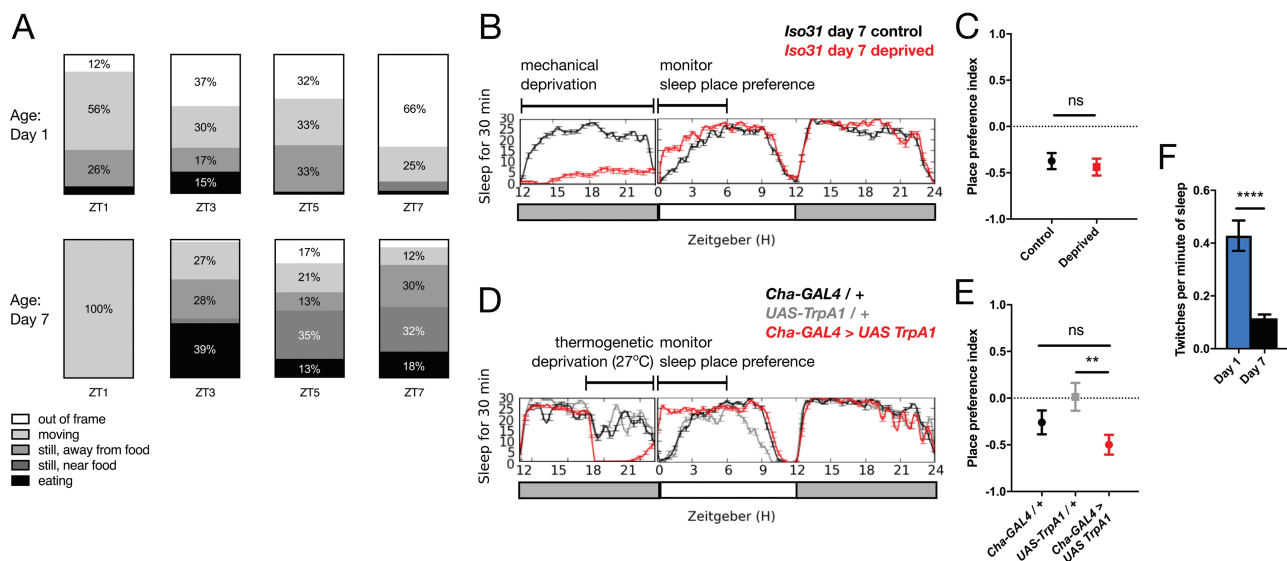 A
Age:
Day 1
12%
56%
26%
ZT1
37%
30%
17%
15%
ZT3
32%
33%
33%
ZT5
66%
25%
ZT7
Age:
Day 7
100%
ZT1
27%
28%
39%
ZT3
17%
21%
13%
35%
13%
ZT5
12%
30%
32%
18%
ZT7
out of frame
moving
still, away from food
still, near food
eating
B
Iso31 day 7 control
Iso31 day 7 deprived
mechanical
deprivation
monitor
sleep place preference
Sleep for 30 min
30
25
20
15
10
5
0
12 15 18 21 0 3 6 9 12 15 18 21 24
Zeitgeber (H)
C
Place preference index
1.0
0.5
0.0
-0.5
-1.0
ns
Control
Deprived
D
Cha-GAL4 / +
UAS-TrpA1 / +
Cha-GAL4 > UAS TrpA1
thermogenetic
deprivation (27°C)
monitor
sleep place preference
Sleep for 30 min
30
25
20
15
10
5
0
12 15 18 21 0 3 6 9 12 15 18 21 24
Zeitgeber (H)
E
Place preference index
1.0
0.5
0.0
-0.5
-1.0
ns
**
Cha-GAL4 / +
UAS-TrpA1 / +
Cha-GAL4 >
UAS TrpA1
F
Twitches per minute of sleep
0.6
0.4
0.2
0.0
****
Day 1
Day 7